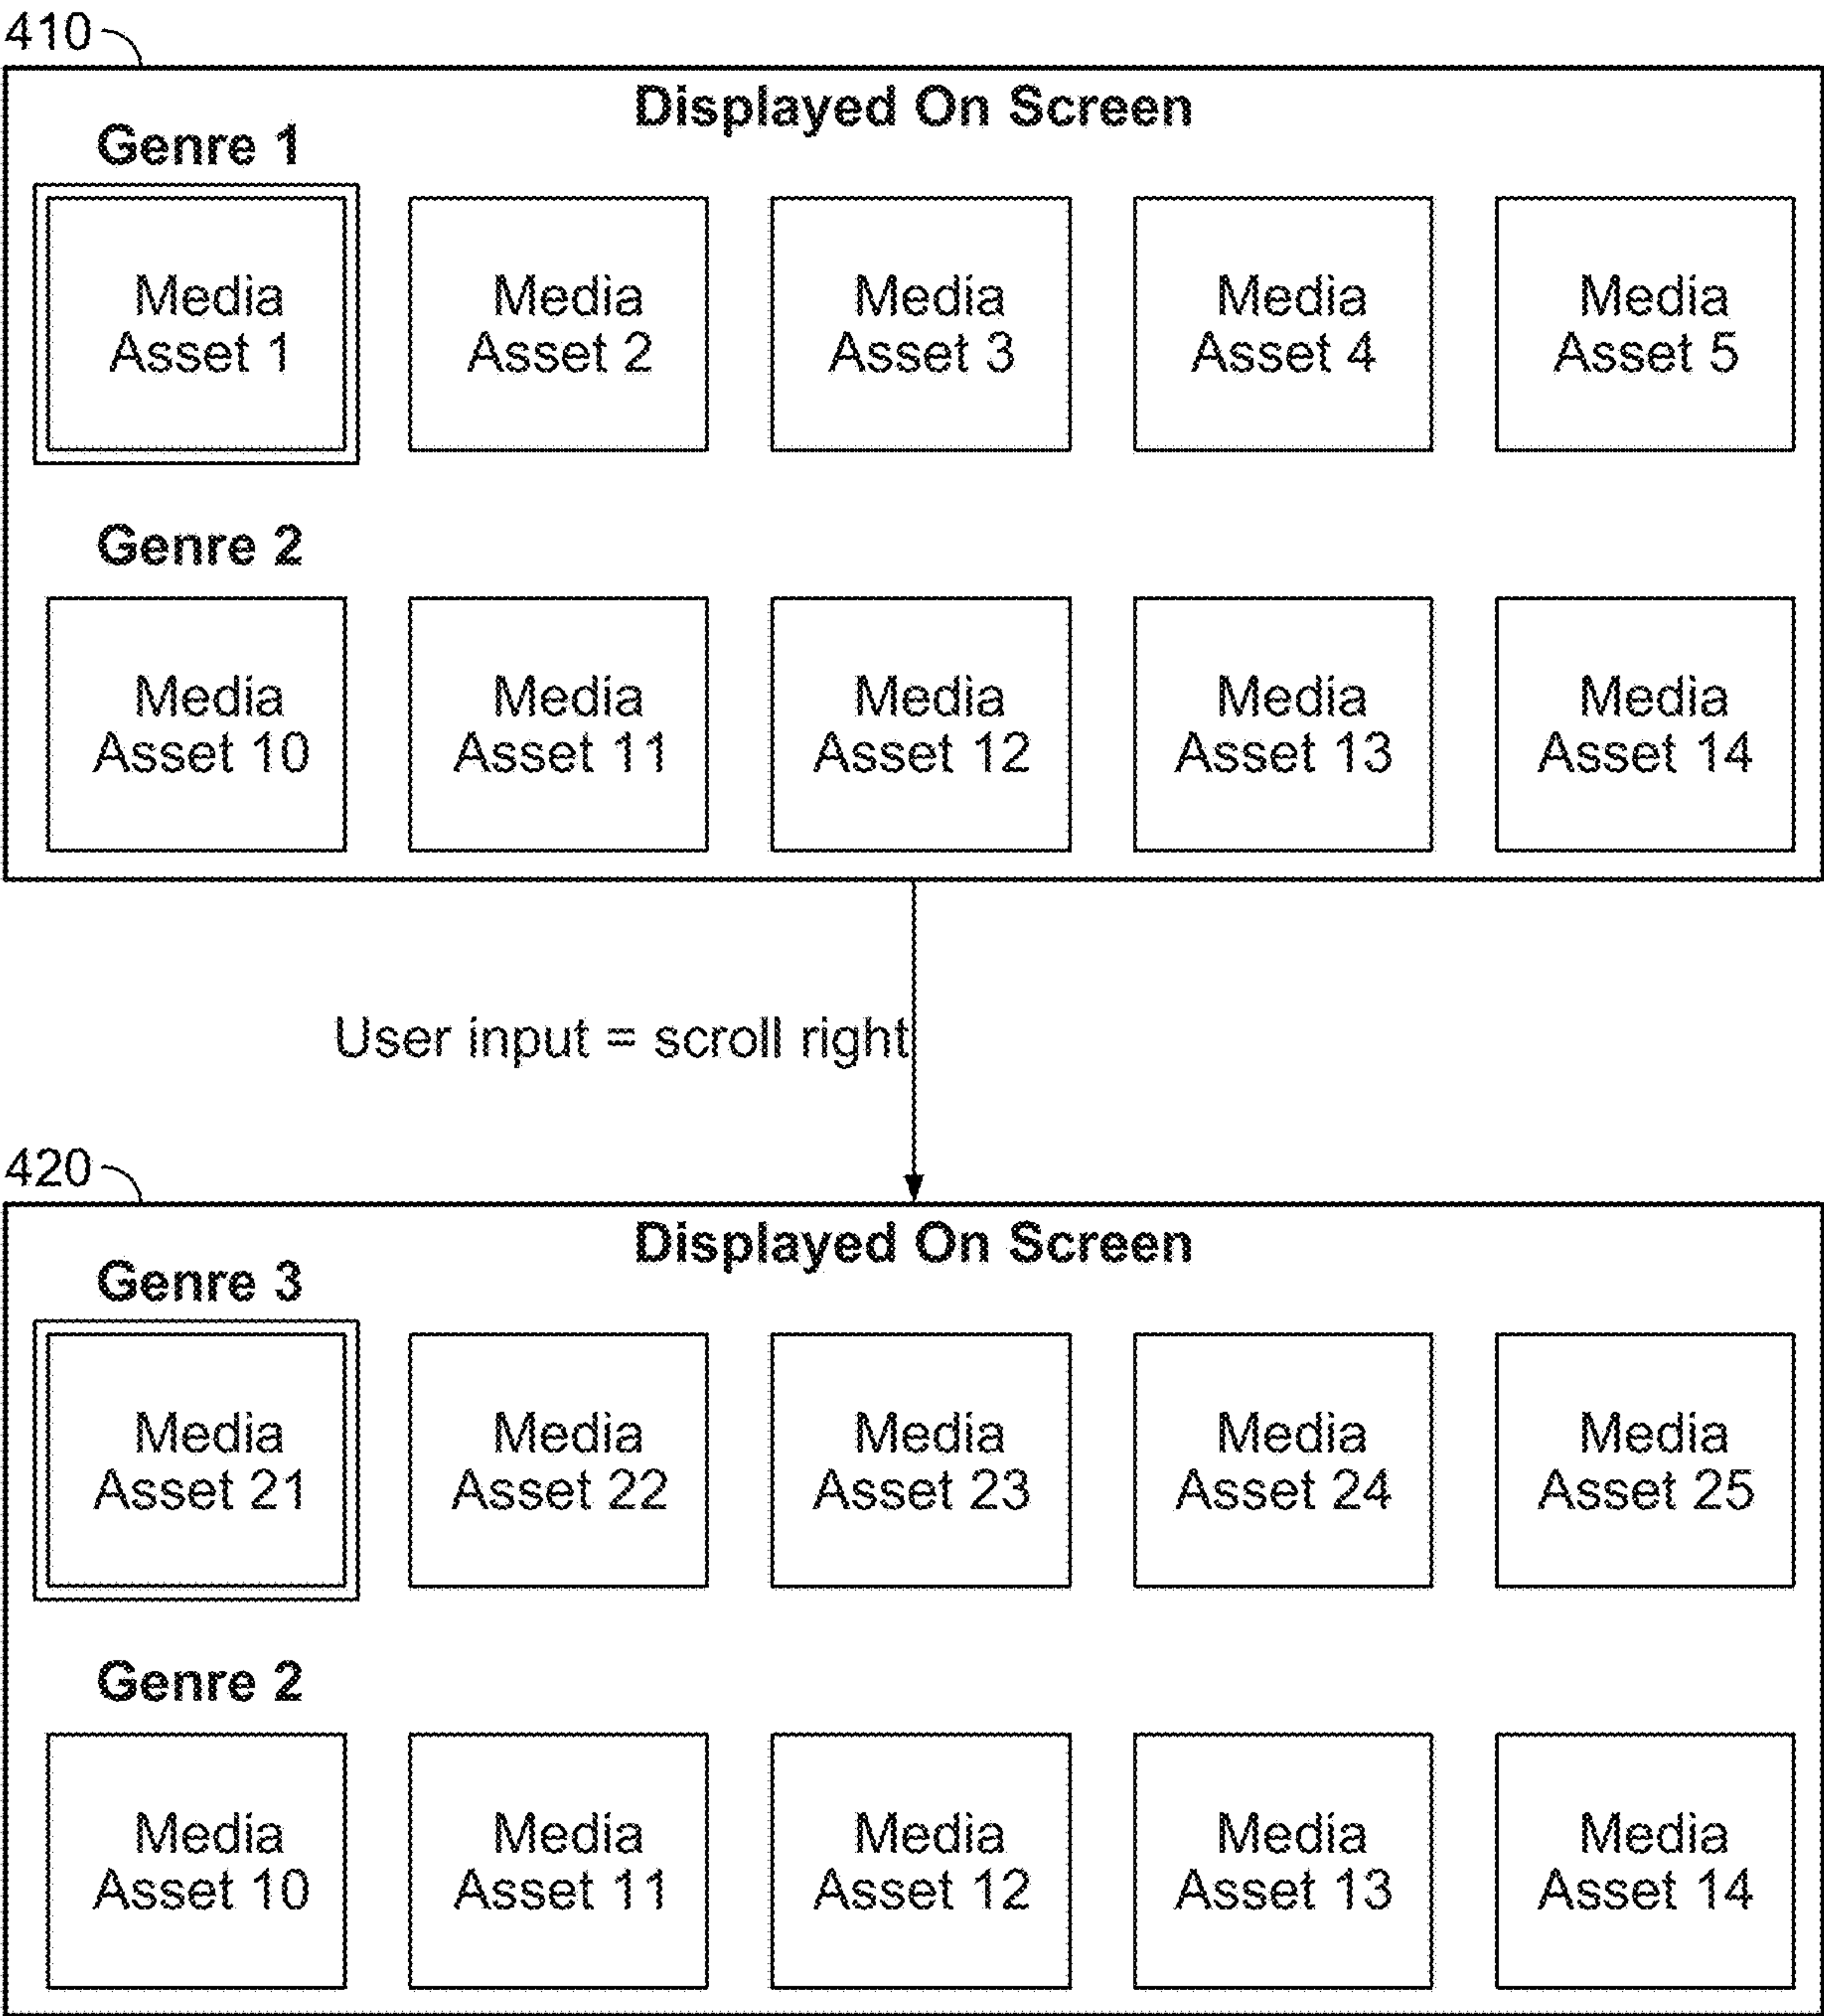 410
Displayed On Screen
Genre 1
Media
Asset 1
Media
Asset 2
Media
Asset 3
Media
Asset 4
Media
Asset 5
Genre 2
Media
Asset 10
Media
Asset 11
Media
Asset 12
Media
Asset 13
Media
Asset 14
User input = scroll right
420
Displayed On Screen
Genre 3
Media
Asset 21
Media
Asset 22
Media
Asset 23
Media
Asset 24
Media
Asset 25
Genre 2
Media
Asset 10
Media
Asset 11
Media
Asset 12
Media
Asset 13
Media
Asset 14